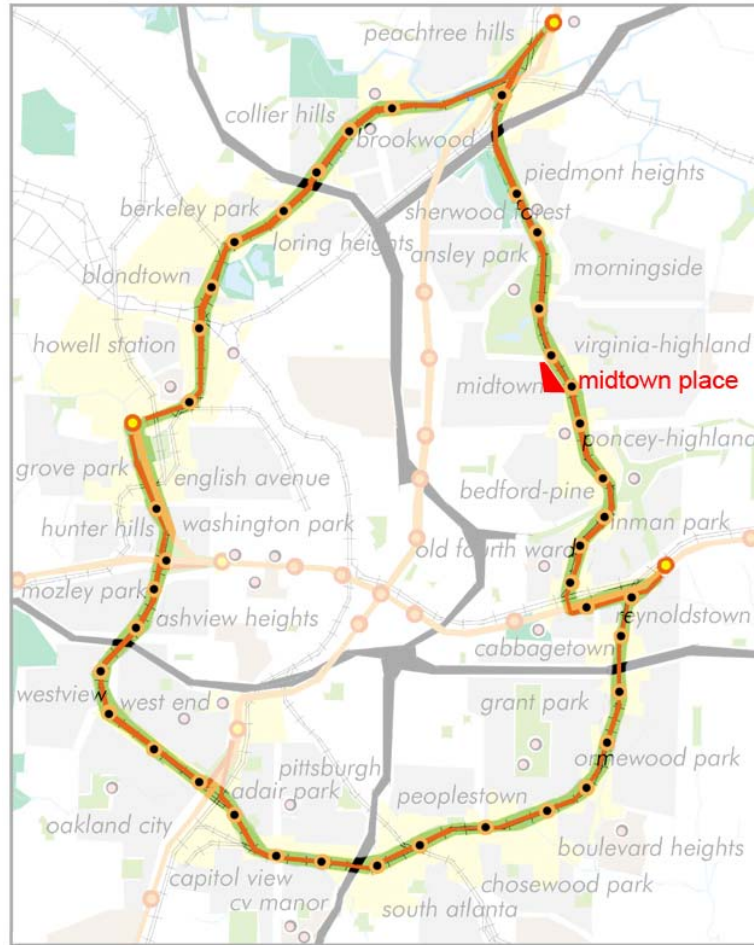 peachtree hills
collier hills
brookwood
piedmont heights
berkeley park
sherwood forest
loring heights
ansley park
blandtown
morningside
howell station
virginia-highland
midtown
midtown place
poncey-highland
grove park
english avenue
bedford-pine
hunter hills
washington park
inman park
old fourth ward
mozley park
ashview heights
reynoldstown
cabbagetown
westview
west end
grant park
ormewood park
pittsburgh
adair park
peoplestown
oakland city
boulevard heights
capitol view
chosewood park
cv manor
south atlanta